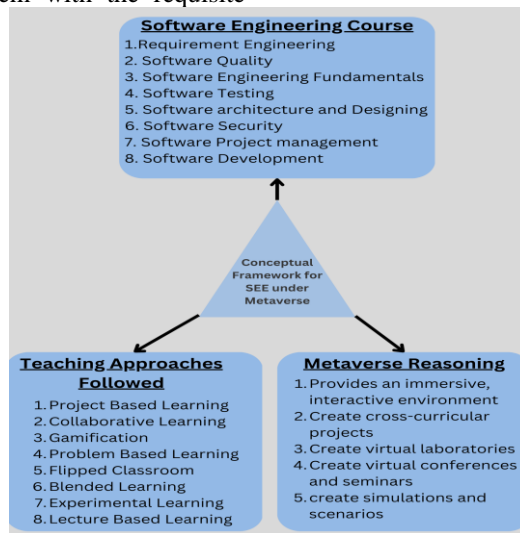 em with the requisite
Software Engineering Course
1.Requirement Engineering
2. Software Quality
3. Software Engineering Fundamentals
4. Software Testing
5. Software architecture and Designing
6. Software Security
7. Software Project management
8. Software Development
Conceptual
Framework for
SEE under
Metaverse
Teaching Approaches
Followed
1. Project Based Learning
2. Collaborative Learning
3. Gamification
4. Problem Based Learning
5. Flipped Classroom
6. Blended Learning
7. Experimental Learning
8. Lecture Based Learning
Metaverse Reasoning
1. Provides an immersive,
interactive environment
2. Create cross-curricular
projects
3. Create virtual laboratories
4. Create virtual conferences
and seminars
5. create simulations and
scenarios